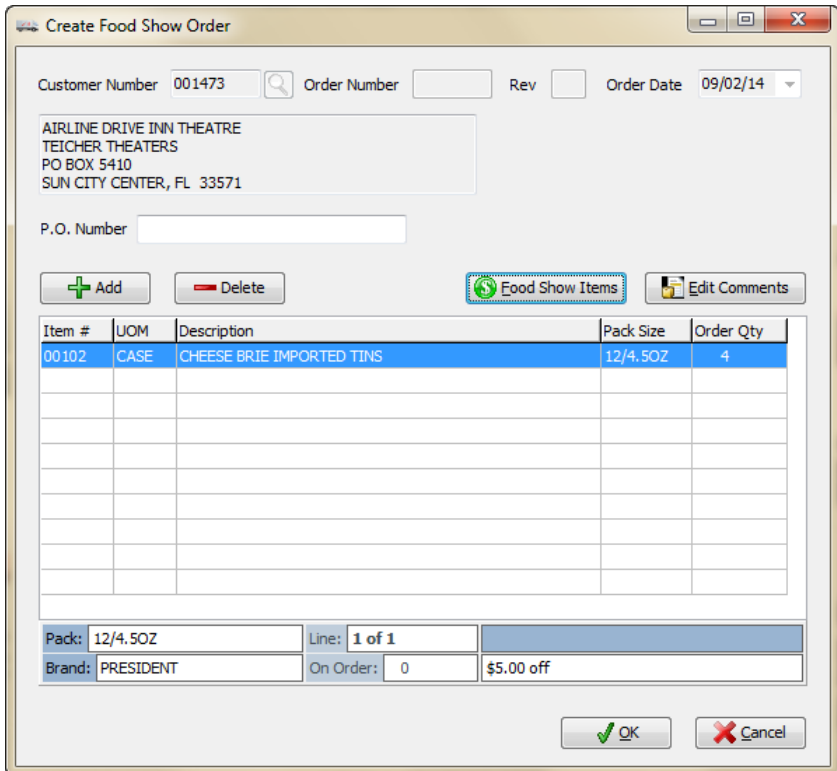 Create Food Show Order
Customer Number 001473 Order Number Rev Order Date 09/02/14
AIRLINE DRIVE INN THEATRE
TEICHER THEATERS
PO BOX 5410
SUN CITY CENTER, FL 33571
P.O. Number
Add Delete Food Show Items Edit Comments
Item # UOM Description Pack Size Order Qty
00102 CASE CHEESE BRIE IMPORTED TINS 12/4.5OZ 4
Pack: 12/4.5OZ Line: 1 of 1
Brand: PRESIDENT On Order: 0 $5.00 off
OK Cancel